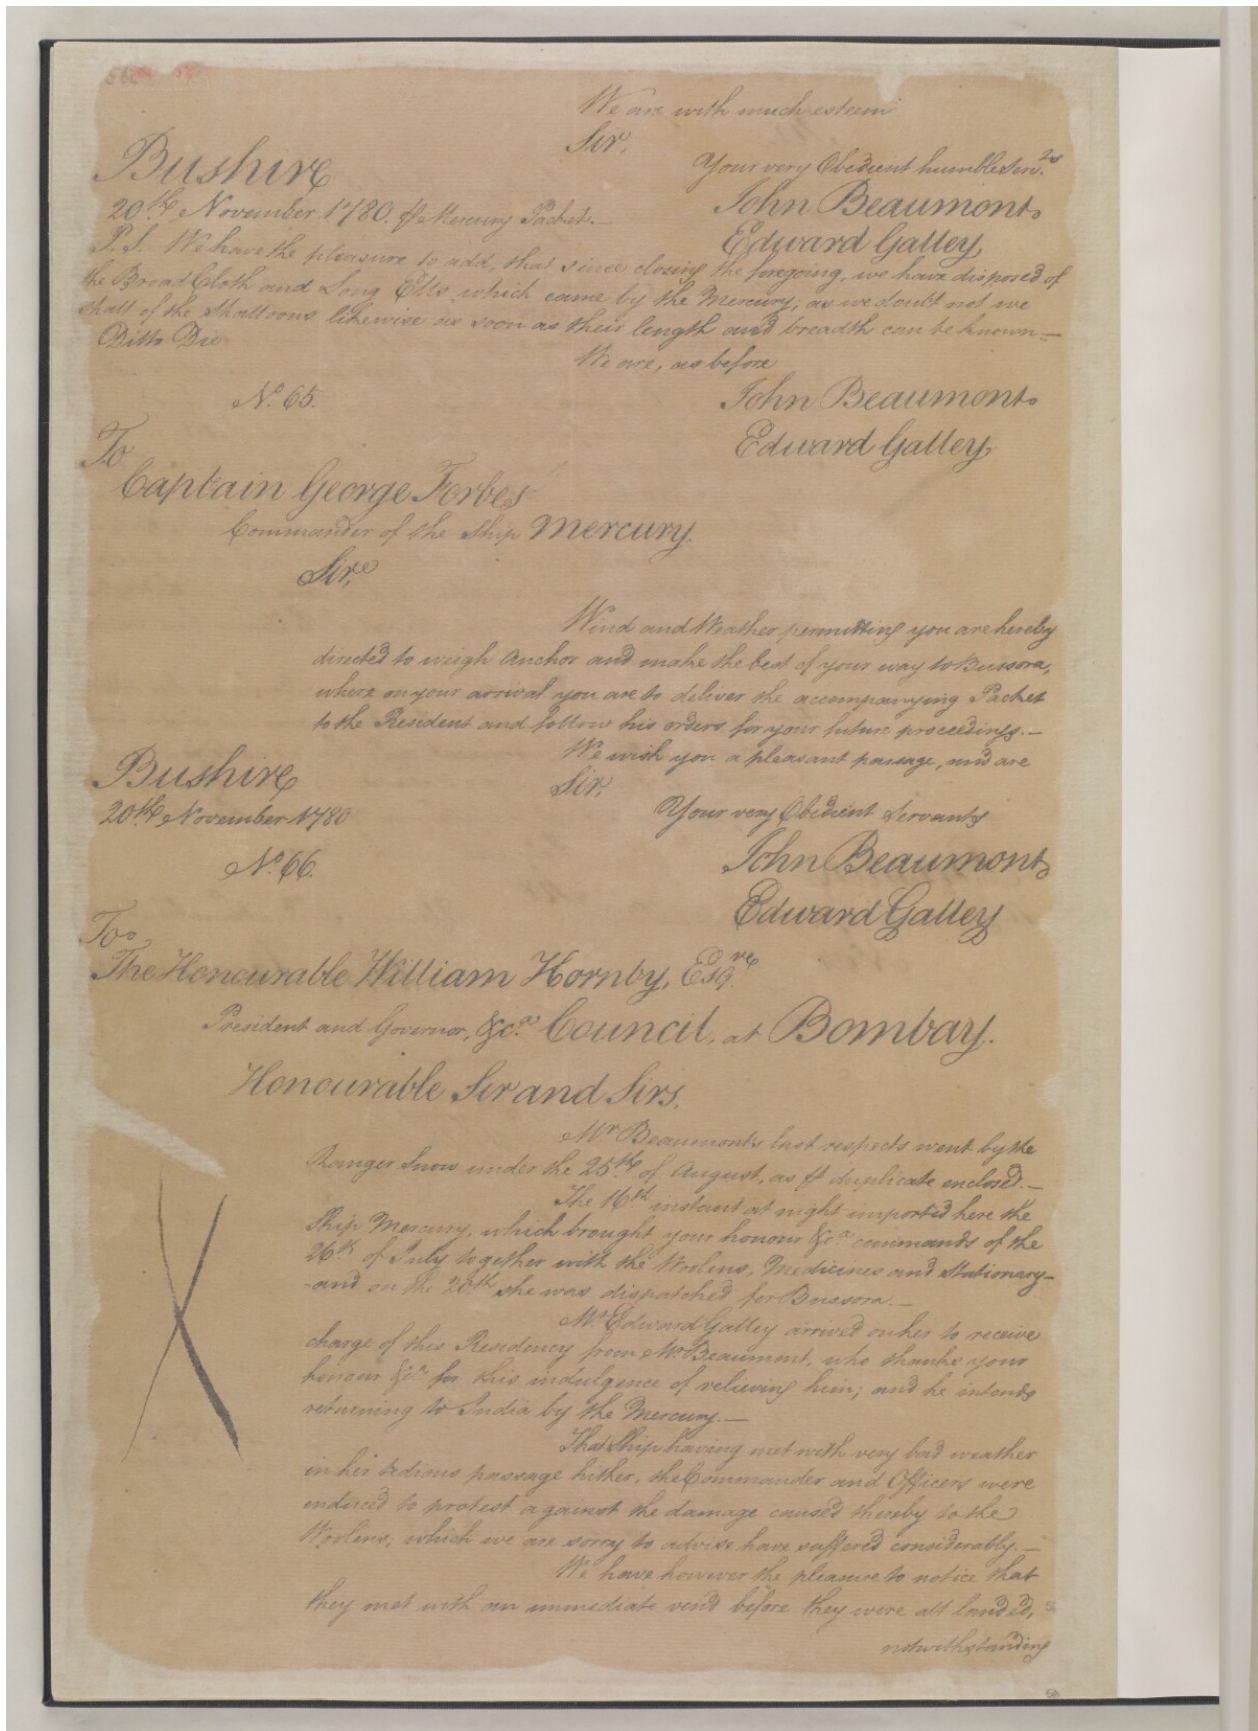 We are with much esteem
Sir,
Your very Obedient humble Serv.ts
Bushire
John Beaumont
20th November 1780. ⅌ Mercury Packet.—
Edward Galley,
P.S. We have the pleasure to add, that since closing the foregoing, we have disposed of
the Broad Cloth and Long Ells which came by the Mercury; as we doubt not we
shall of the Shalloons likewise as soon as their length and breadth can be known.—
Ditto Die
We are, as before
No. 65.
John Beaumont
Edward Galley,
To
Captain George Forbes
Commander of the Ship Mercury.
Sir,
Wind and Weather permitting you are hereby
directed to weigh Anchor and make the best of your way to Bussora,
where on your arrival you are to deliver the accompanying Packet
to the Resident and follow his orders for your future proceedings.—
We wish you a pleasant passage, and are
Bushire
Sir,
20th November 1780
Your very Obedient Servants
No. 66.
John Beaumont
Edward Galley
To
The Honourable William Hornby, Esqre
President and Governor, &ca Council, at Bombay.
Honourable Sir and Sirs,
Mr Beaumonts last respects went by the
Ranger Snow under the 25th of August, as ⅌ duplicate enclosed.—
The 16th instant at night imported here the
Ship Mercury, which brought your honour &ca commands of the
26th of July together with the Woolens, Medicines and Stationary—
and on the 20th she was dispatched for Bussora.—
Mr Edward Galley arrived on her to receive
charge of this Residency from Mr Beaumont, who thanks your
honour &ca for this indulgence of relieving him; and he intends
returning to India by the Mercury.—
That Ship having met with very bad weather
in her tedious passage hither, the Commander and Officers were
induced to protest against the damage caused thereby to the
Woolens; which we are sorry to advise have suffered considerably.—
We have however the pleasure to notice that
they met with an immediate vend before they were all landed,
notwithstanding